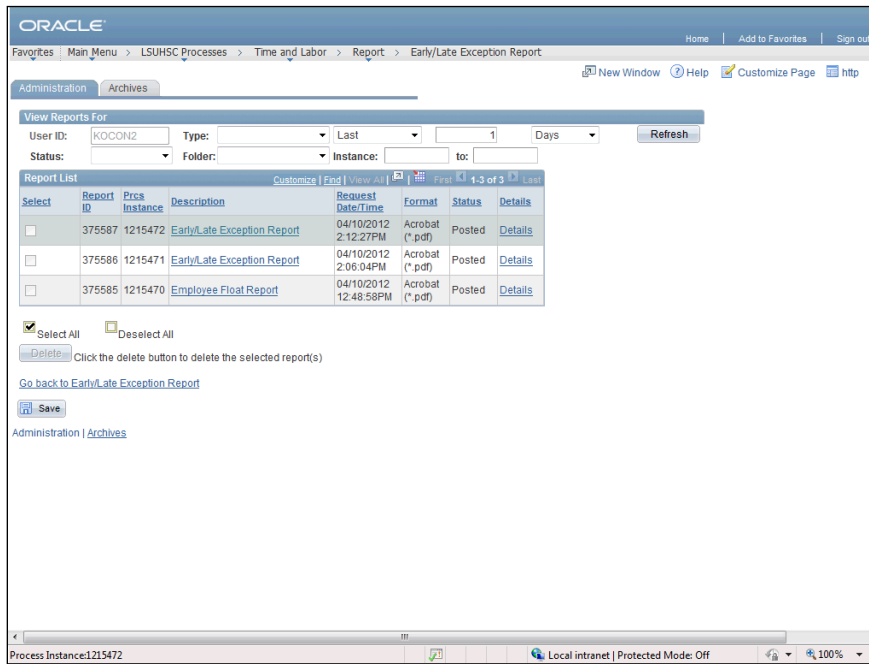 ORACLE
Home | Add to Favorites | Sign out
Favorites Main Menu > LSUHSC Processes > Time and Labor > Report > Early/Late Exception Report
New Window Help Customize Page http
Administration Archives
View Reports For
User ID: KOCON2 Type: Last 1 Days Refresh
Status: Folder: Instance: to:
Report List Customize | Find | View All | First 1-3 of 3 Last
Select Report ID Prcs Instance Description Request Date/Time Format Status Details
375587 1215472 Early/Late Exception Report 04/10/2012 2:12:27PM Acrobat (*.pdf) Posted Details
375586 1215471 Early/Late Exception Report 04/10/2012 2:06:04PM Acrobat (*.pdf) Posted Details
375585 1215470 Employee Float Report 04/10/2012 12:48:58PM Acrobat (*.pdf) Posted Details
Select All Deselect All
Delete Click the delete button to delete the selected report(s)
Go back to Early/Late Exception Report
Save
Administration | Archives
Process Instance:1215472 Local intranet | Protected Mode: Off 100%